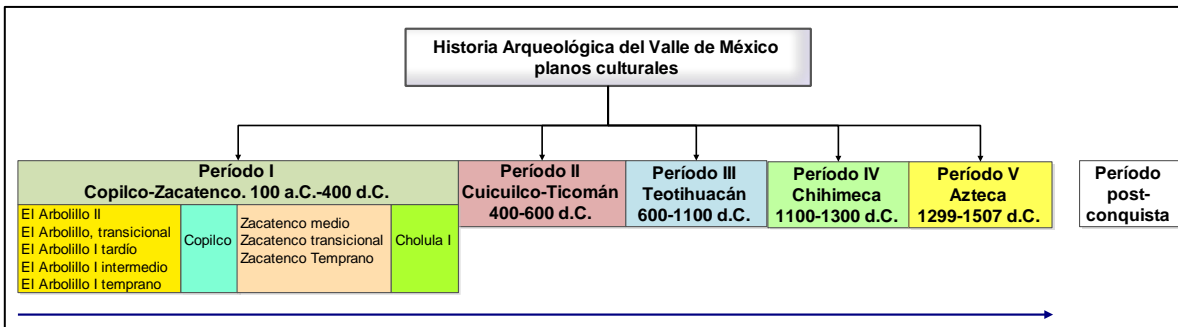 Historia Arqueológica del Valle de México
planos culturales
Período I
Copilco-Zacatenco. 100 a.C.-400 d.C.
El Arbolillo II
El Arbolillo, transicional
El Arbolillo I tardío
El Arbolillo I intermedio
El Arbolillo I temprano
Copilco
Zacatenco medio
Zacatenco transicional
Zacatenco Temprano
Cholula I
Período II
Cuicuilco-Ticomán
400-600 d.C.
Período III
Teotihuacán
600-1100 d.C.
Período IV
Chihimeca
1100-1300 d.C.
Período V
Azteca
1299-1507 d.C.
Período
post-
conquista